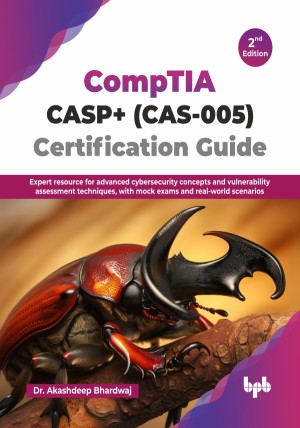 2nd
Edition
CompTIA
CASP+ (CAS-005)
Certification Guide
Expert resource for advanced cybersecurity concepts and vulnerability
assessment techniques, with mock exams and real-world scenarios
Dr. Akashdeep Bhardwaj
bpb